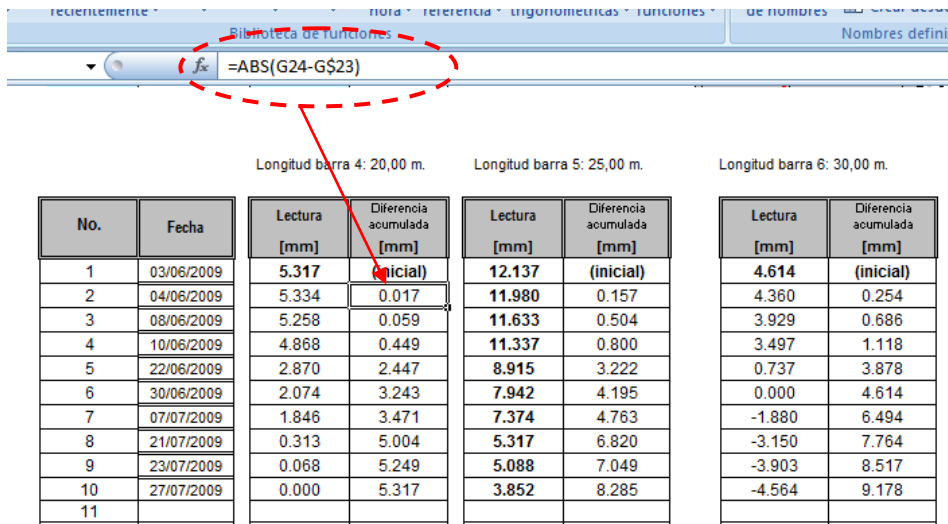 recientemente hora referencia trigonométricas funciones de nombres
Biblioteca de funciones Nombres defini
fx =ABS(G24-G$23)
Longitud barra 4: 20,00 m. Longitud barra 5: 25,00 m. Longitud barra 6: 30,00 m.
No. Fecha Lectura [mm] Diferencia acumulada [mm] Lectura [mm] Diferencia acumulada [mm] Lectura [mm] Diferencia acumulada [mm]
1 03/06/2009 5.317 (inicial) 12.137 (inicial) 4.614 (inicial)
2 04/06/2009 5.334 0.017 11.980 0.157 4.360 0.254
3 08/06/2009 5.258 0.059 11.633 0.504 3.929 0.686
4 10/06/2009 4.868 0.449 11.337 0.800 3.497 1.118
5 22/06/2009 2.870 2.447 8.915 3.222 0.737 3.878
6 30/06/2009 2.074 3.243 7.942 4.195 0.000 4.614
7 07/07/2009 1.846 3.471 7.374 4.763 -1.880 6.494
8 21/07/2009 0.313 5.004 5.317 6.820 -3.150 7.764
9 23/07/2009 0.068 5.249 5.088 7.049 -3.903 8.517
10 27/07/2009 0.000 5.317 3.852 8.285 -4.564 9.178
11